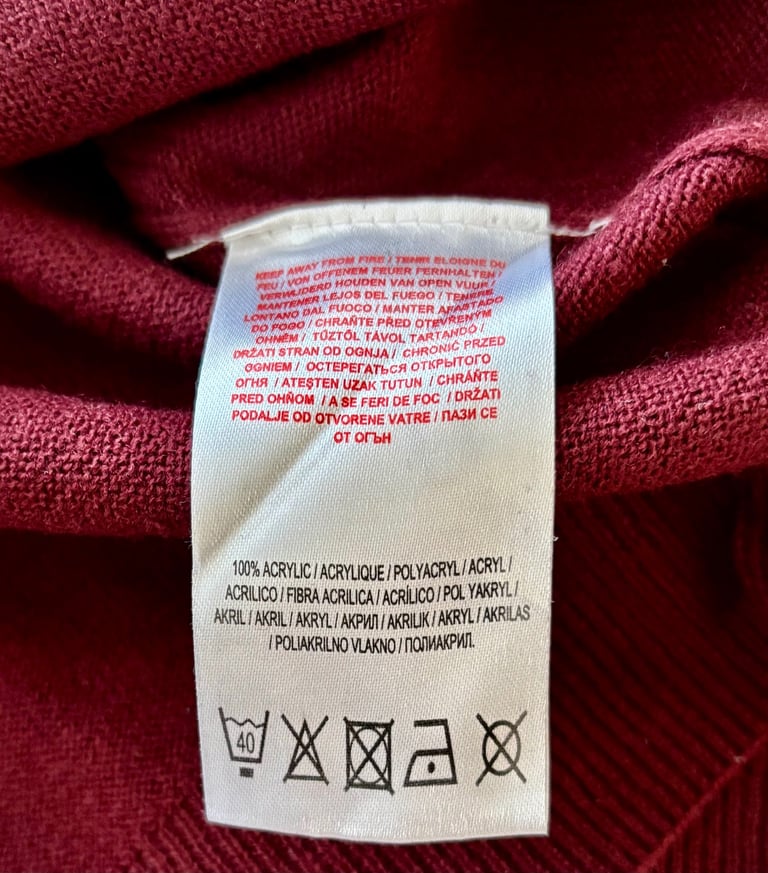 KEEP AWAY FROM FIRE / TENIR ELOIGNE DU
FEU / VON OFFENEM FEUER FERNHALTEN /
VERWIJDERD HOUDEN VAN OPEN VUUR /
MANTENER LEJOS DEL FUEGO / TENERE
LONTANO DAL FUOCO / MANTER AFASTADO
DO FOGO / CHRAŇTE PŘED OTEVŘENÝM
OHNĚM / TŰZTŐL TÁVOL TARTANDÓ /
DRŽATI STRAN OD OGNJA / CHRONIĆ PRZED
OGNIEM / ОСТЕРЕГАТЬСЯ ОТКРЫТОГО
ОГНЯ / ATEŞTEN UZAK TUTUN / CHRÁŇTE
PRED OHŇOM / A SE FERI DE FOC / DRŽATI
PODALJE OD OTVORENE VATRE / ПАЗИ СЕ
ОТ ОГЪН
100% ACRYLIC / ACRYLIQUE / POLYACRYL / ACRYL /
ACRILICO / FIBRA ACRILICA / ACRÍLICO / POLYAKRYL /
AKRIL / AKRIL / AKRYL / АКРИЛ / AKRILIK / AKRYL / AKRILAS
/ POLIAKRILNO VLAKNO / ПОЛИАКРИЛ.
40